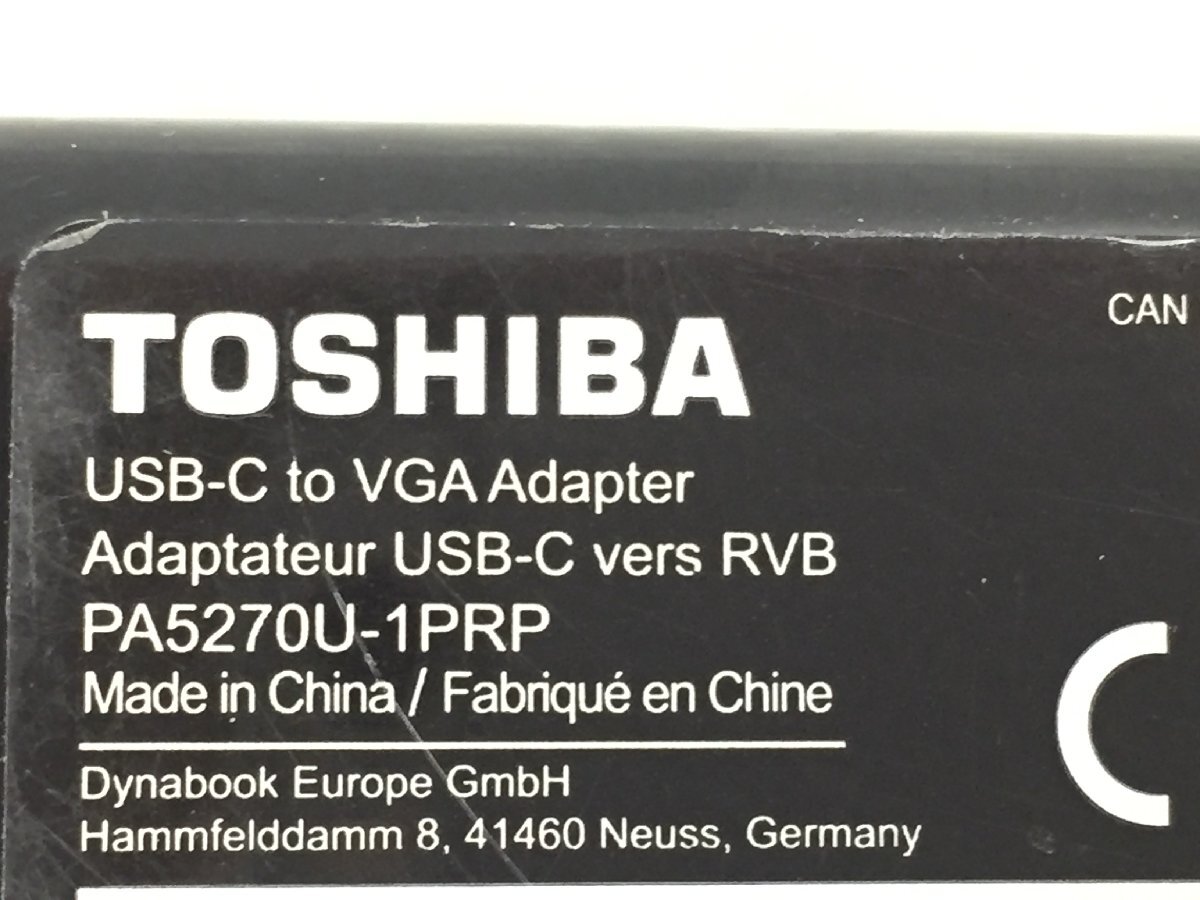 CAN
TOSHIBA
USB-C to VGA Adapter
Adaptateur USB-C vers RVB
PA5270U-1PRP
Made in China / Fabriqué en Chine
Dynabook Europe GmbH
Hammfelddamm 8, 41460 Neuss, Germany